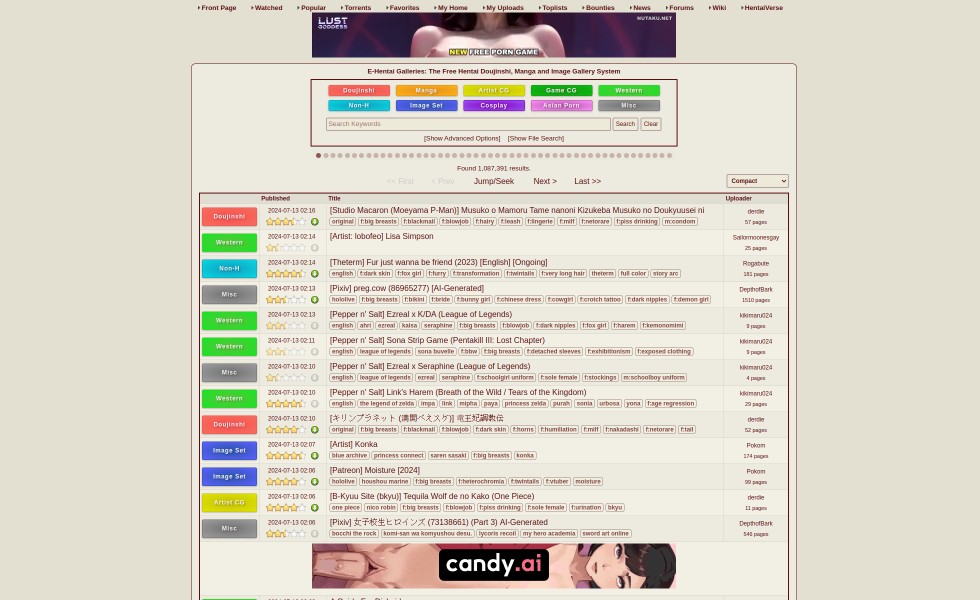 Front Page Watched Popular Torrents Favorites My Home My Uploads Toplists Bounties News Forums Wiki HentaiVerse
LUST GODDESS
NUTAKU.NET
NEW FREE PORN GAME
E-Hentai Galleries: The Free Hentai Doujinshi, Manga and Image Gallery System
Doujinshi Manga Artist CG Game CG Western
Non-H Image Set Cosplay Asian Porn Misc
Search Keywords Search Clear
[Show Advanced Options] [Show File Search]
Found 1,087,391 results.
<< First < Prev Jump/Seek Next > Last >> Compact
Published Title Uploader
Doujinshi 2024-07-13 02:16 [Studio Macaron (Moeyama P-Man)] Musuko o Mamoru Tame nanoni Kizukeba Musuko no Doukyuusei ni derdie
original f:big breasts f:blackmail f:blowjob f:hairy f:leash f:lingerie f:milf f:netorare f:piss drinking m:condom 57 pages
Western 2024-07-13 02:14 [Artist: lobofeo] Lisa Simpson Sailormoonesgay
25 pages
Non-H 2024-07-13 02:14 [Theterm] Fur just wanna be friend (2023) [English] [Ongoing] Rogabute
english f:dark skin f:fox girl f:furry f:transformation f:twintails f:very long hair theterm full color story arc 181 pages
Misc 2024-07-13 02:13 [Pixiv] preg.cow (86965277) [AI-Generated] DepthofBark
hololive f:big breasts f:bikini f:bride f:bunny girl f:chinese dress f:cowgirl f:crotch tattoo f:dark nipples f:demon girl 1510 pages
Western 2024-07-13 02:13 [Pepper n' Salt] Ezreal x K/DA (League of Legends) kikimaru024
english ahri ezreal kaisa seraphine f:big breasts f:blowjob f:dark nipples f:fox girl f:harem f:kemonomimi 9 pages
Western 2024-07-13 02:11 [Pepper n' Salt] Sona Strip Game (Pentakill III: Lost Chapter) kikimaru024
english league of legends sona buvelle f:bbw f:big breasts f:detached sleeves f:exhibitionism f:exposed clothing 9 pages
Misc 2024-07-13 02:10 [Pepper n' Salt] Ezreal x Seraphine (League of Legends) kikimaru024
english league of legends ezreal seraphine f:schoolgirl uniform f:sole female f:stockings m:schoolboy uniform 4 pages
Western 2024-07-13 02:10 [Pepper n' Salt] Link's Harem (Breath of the Wild / Tears of the Kingdom) kikimaru024
english the legend of zelda impa link mipha paya princess zelda purah sonia urbosa yona f:age regression 29 pages
Doujinshi 2024-07-13 02:10 [キリンプラネット derdie
original f:big breasts f:blackmail f:blowjob f:dark skin f:horns f:humiliation f:milf f:nakadashi f:netorare f:tail 52 pages
Image Set 2024-07-13 02:07 [Artist] Konka Pokom
blue archive princess connect saren sasaki f:big breasts konka 174 pages
Image Set 2024-07-13 02:06 [Patreon] Moisture [2024] Pokom
hololive houshou marine f:big breasts f:heterochromia f:twintails f:vtuber moisture 99 pages
Artist CG 2024-07-13 02:06 [B-Kyuu Site (bkyu)] Tequila Wolf de no Kako (One Piece) derdie
one piece nico robin f:big breasts f:blowjob f:piss drinking f:sole female f:urination bkyu 11 pages
Misc 2024-07-13 02:06 [Pixiv] 女子校生ヒロインズ (73138661) (Part 3) AI-Generated DepthofBark
bocchi the rock komi-san wa komyushou desu. lycoris recoil my hero academia sword art online 546 pages
candy.ai